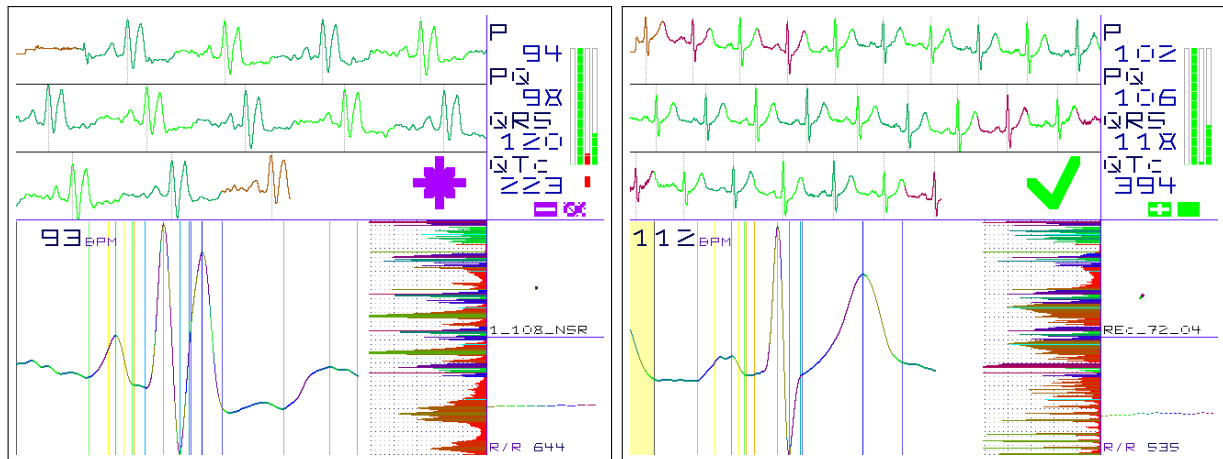 P
94
PQ
98
QRS
120
QTc
223
93 BPM
1_108_NSR
R/R 644
P
102
PQ
106
QRS
118
QTc
394
112 BPM
REc_72_04
R/R 535